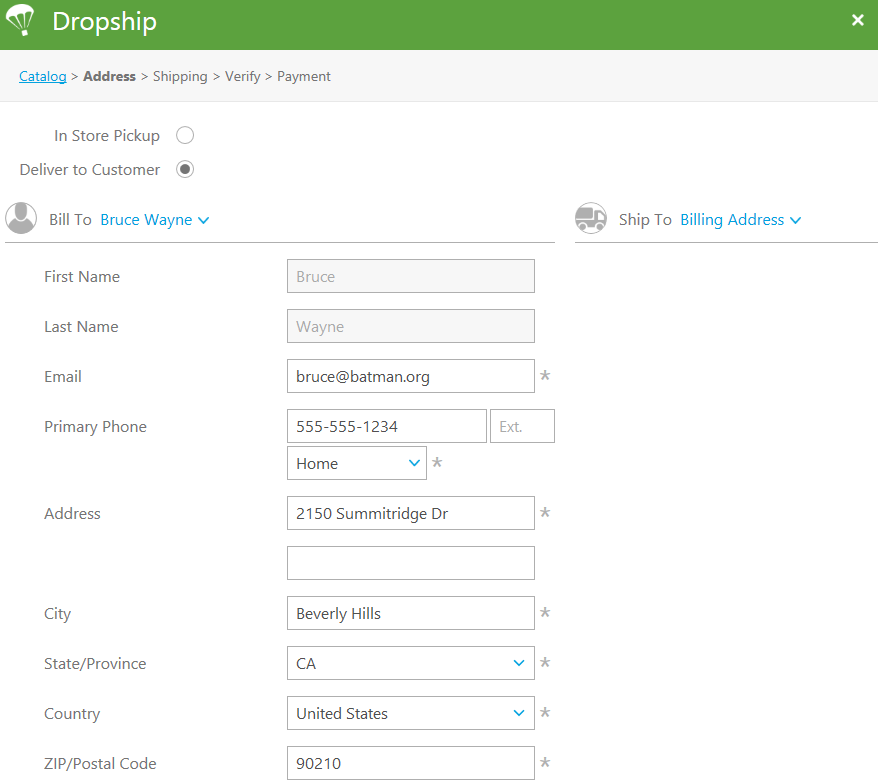 Dropship
Catalog > Address > Shipping > Verify > Payment
In Store Pickup
Deliver to Customer
Bill To Bruce Wayne
Ship To Billing Address
First Name Bruce
Last Name Wayne
Email bruce@batman.org *
Primary Phone 555-555-1234 Ext.
Home *
Address 2150 Summitridge Dr *
City Beverly Hills *
State/Province CA *
Country United States *
ZIP/Postal Code 90210 *